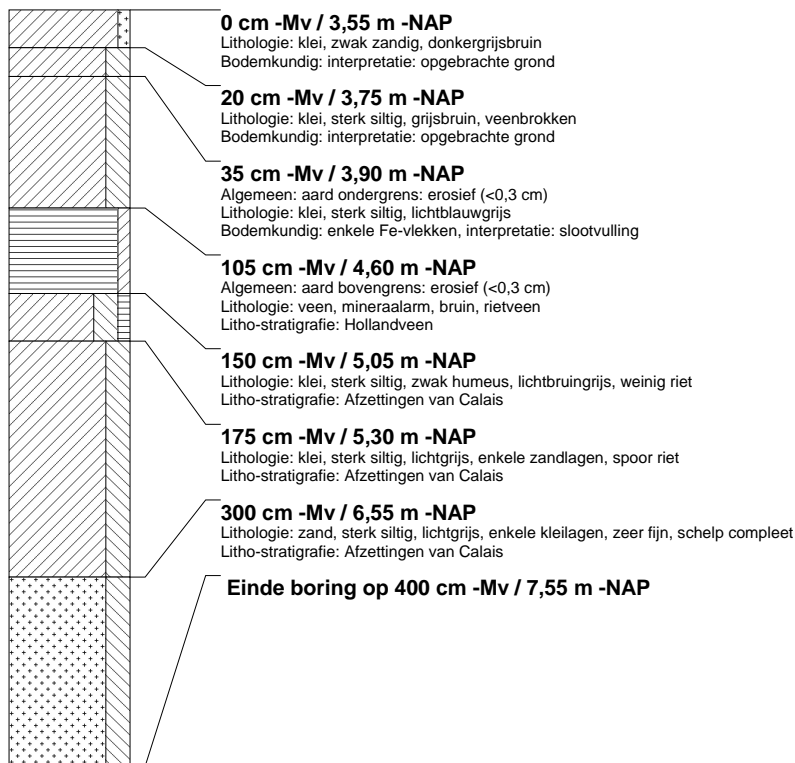 0 cm -Mv / 3,55 m -NAP
Lithologie: klei, zwak zandig, donkergrijsbruin
Bodemkundig: interpretatie: opgebrachte grond
20 cm -Mv / 3,75 m -NAP
Lithologie: klei, sterk siltig, grijsbruin, veenbrokken
Bodemkundig: interpretatie: opgebrachte grond
35 cm -Mv / 3,90 m -NAP
Algemeen: aard ondergrens: erosief (<0,3 cm)
Lithologie: klei, sterk siltig, lichtblauwgrijs
Bodemkundig: enkele Fe-vlekken, interpretatie: slootvulling
105 cm -Mv / 4,60 m -NAP
Algemeen: aard bovengrens: erosief (<0,3 cm)
Lithologie: veen, mineraalarm, bruin, rietveen
Litho-stratigrafie: Hollandveen
150 cm -Mv / 5,05 m -NAP
Lithologie: klei, sterk siltig, zwak humeus, lichtbruingrijs, weinig riet
Litho-stratigrafie: Afzettingen van Calais
175 cm -Mv / 5,30 m -NAP
Lithologie: klei, sterk siltig, lichtgrijs, enkele zandlagen, spoor riet
Litho-stratigrafie: Afzettingen van Calais
300 cm -Mv / 6,55 m -NAP
Lithologie: zand, sterk siltig, lichtgrijs, enkele kleilagen, zeer fijn, schelp compleet
Litho-stratigrafie: Afzettingen van Calais
Einde boring op 400 cm -Mv / 7,55 m -NAP